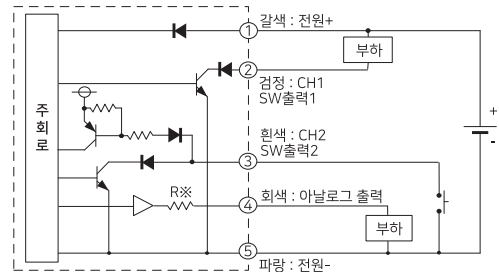 주 회 로
① 갈색 : 전원+
부하
② 검정 : CH1
SW출력1
흰색 : CH2
SW출력2
③
R※
④ 회색 : 아날로그 출력
부하
⑤
파랑 : 전원-
+
-